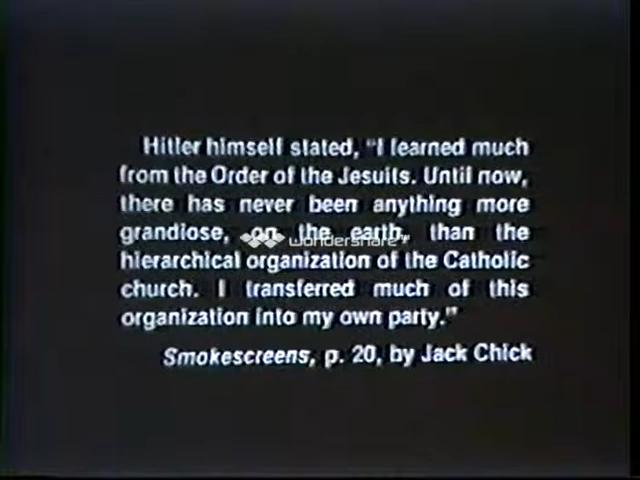 Hitler himself stated, "I learned much
from the Order of the Jesuits. Until now,
there has never been anything more
grandiose, on the earth, than the
wondershare
hierarchical organization of the Catholic
church. I transferred much of this
organization into my own party."
Smokescreens, p. 20, by Jack Chick